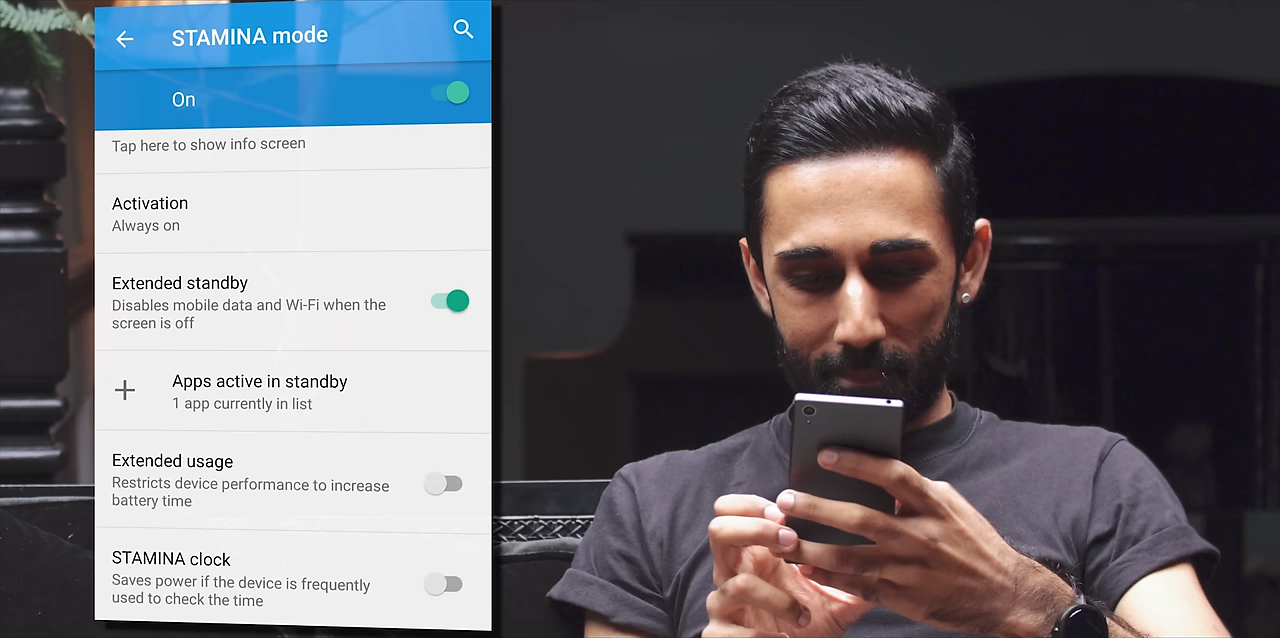 STAMINA mode
On
Tap here to show info screen
Activation
Always on
Extended standby
Disables mobile data and Wi-Fi when the
screen is off
Apps active in standby
1 app currently in list
Extended usage
Restricts device performance to increase
battery time
STAMINA clock
Saves power if the device is frequently
used to check the time